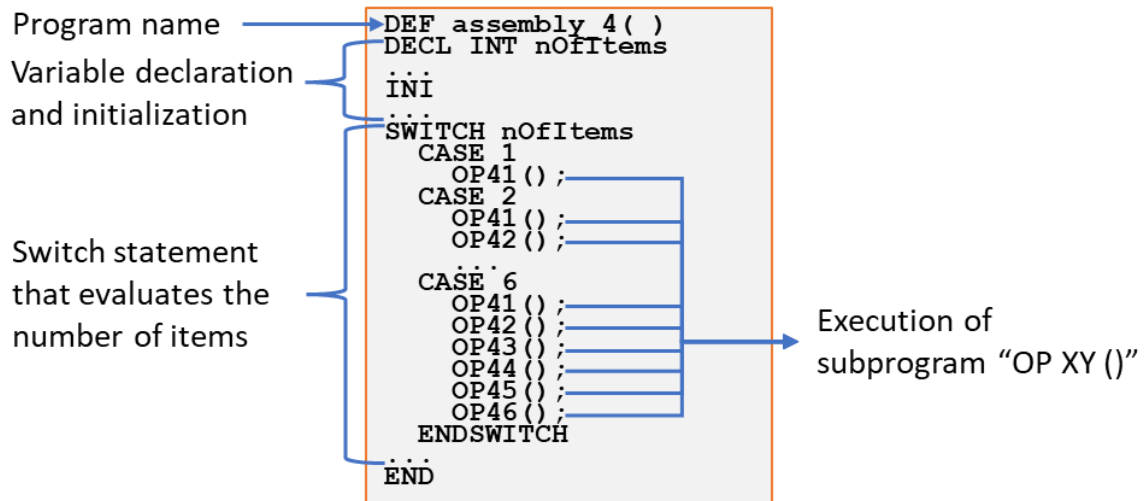 Program name
Variable declaration
and initialization
Switch statement
that evaluates the
number of items
DEF assembly_4( )
DECL INT nOfItems
...
INI
...
SWITCH nOfItems
CASE 1
OP41();
CASE 2
OP41();
OP42();
...
CASE 6
OP41();
OP42();
OP43();
OP44();
OP45();
OP46();
ENDSWITCH
...
END
Execution of
subprogram “OP XY ()”